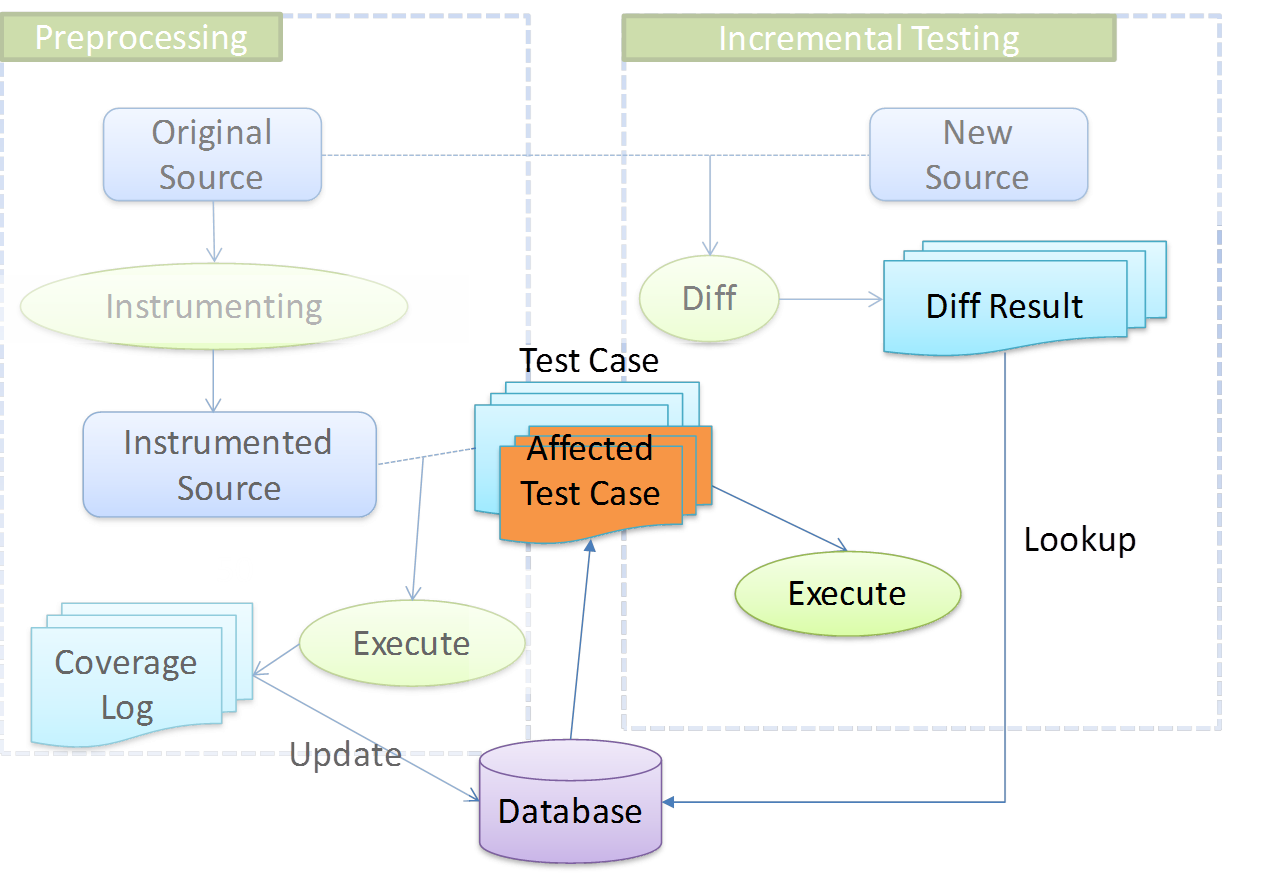 Preprocessing
Incremental Testing
Original
Source
New
Source
Instrumenting
Diff
Diff Result
Test Case
Instrumented
Source
Affected
Test Case
Lookup
Execute
Execute
Coverage
Log
Update
Database